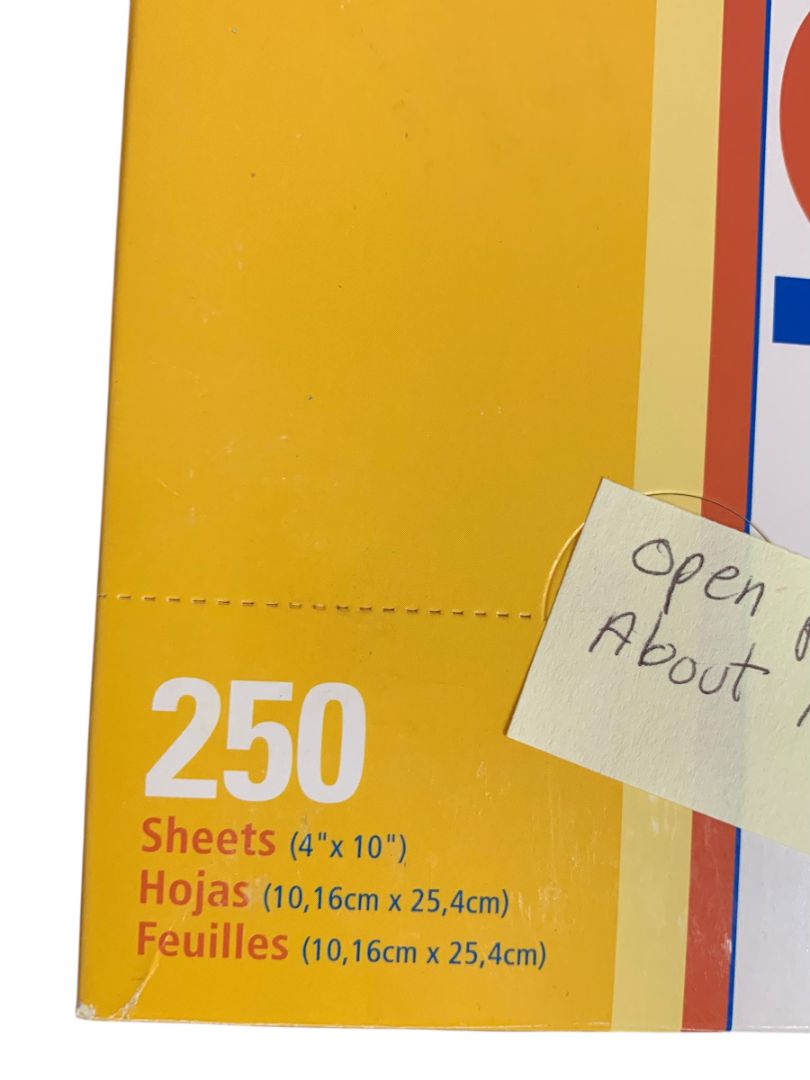 Open
About
250
Sheets (4"x 10")
Hojas (10,16cm x 25,4cm)
Feuilles (10,16cm x 25,4cm)